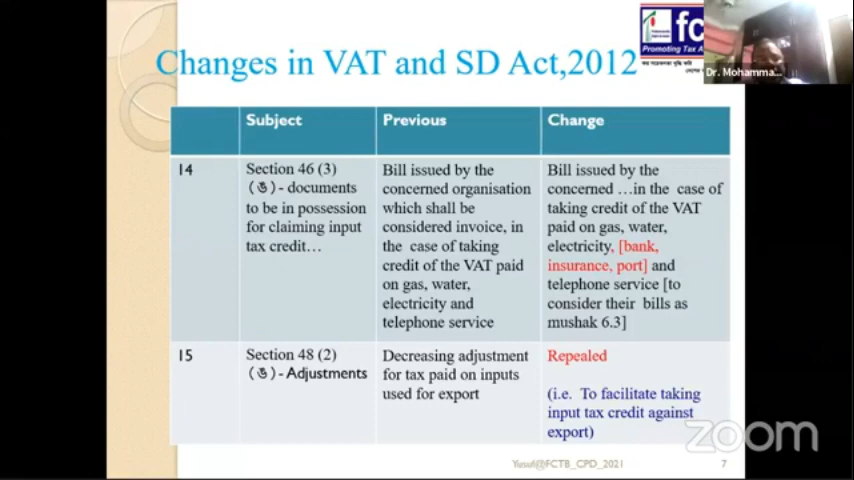 Changes in VAT and SD Act,2012
fc
Promoting Tax A
Dr. Mohamma...
Subject
Previous
Change
14
Section 46 (3)
(ঙ)- documents
to be in possession
for claiming input
tax credit…
Bill issued by the
concerned organisation
which shall be
considered invoice, in
the case of taking
credit of the VAT paid
on gas, water,
electricity and
telephone service
Bill issued by the
concerned …in the case of
taking credit of the VAT
paid on gas, water,
electricity, [bank,
insurance, port] and
telephone service [to
consider their bills as
mushak 6.3]
15
Section 48 (2)
(ঙ)- Adjustments
Decreasing adjustment
for tax paid on inputs
used for export
Repealed
(i.e. To facilitate taking
input tax credit against
export)
zoom
Yusuf@FCTB_CPD_2021
7